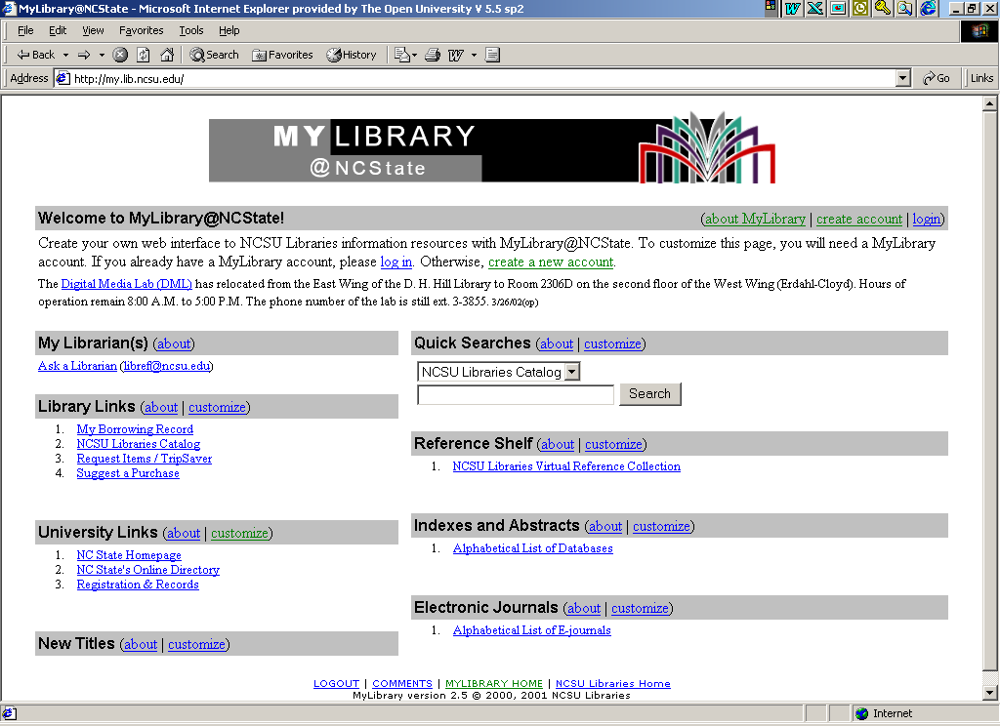 MyLibrary@NCState - Microsoft Internet Explorer provided by The Open University V 5.5 sp2
File Edit View Favorites Tools Help
Back Search Favorites History
Address http://my.lib.ncsu.edu/ Go Links
MYLIBRARY
@NCState
Welcome to MyLibrary@NCState! (about MyLibrary | create account | login)
Create your own web interface to NCSU Libraries information resources with MyLibrary@NCState. To customize this page, you will need a MyLibrary
account. If you already have a MyLibrary account, please log in. Otherwise, create a new account.
The Digital Media Lab (DML) has relocated from the East Wing of the D. H. Hill Library to Room 2306D on the second floor of the West Wing (Erdahl-Cloyd). Hours of
operation remain 8:00 A.M. to 5:00 P.M. The phone number of the lab is still ext. 3-3855. 3/26/02(op)
My Librarian(s) (about)
Ask a Librarian (libref@ncsu.edu)
Library Links (about | customize)
1. My Borrowing Record
2. NCSU Libraries Catalog
3. Request Items / TripSaver
4. Suggest a Purchase
University Links (about | customize)
1. NC State Homepage
2. NC State's Online Directory
3. Registration & Records
New Titles (about | customize)
Quick Searches (about | customize)
NCSU Libraries Catalog
Search
Reference Shelf (about | customize)
1. NCSU Libraries Virtual Reference Collection
Indexes and Abstracts (about | customize)
1. Alphabetical List of Databases
Electronic Journals (about | customize)
1. Alphabetical List of E-journals
LOGOUT | COMMENTS | MYLIBRARY HOME | NCSU Libraries Home
MyLibrary version 2.5 © 2000, 2001 NCSU Libraries
Internet